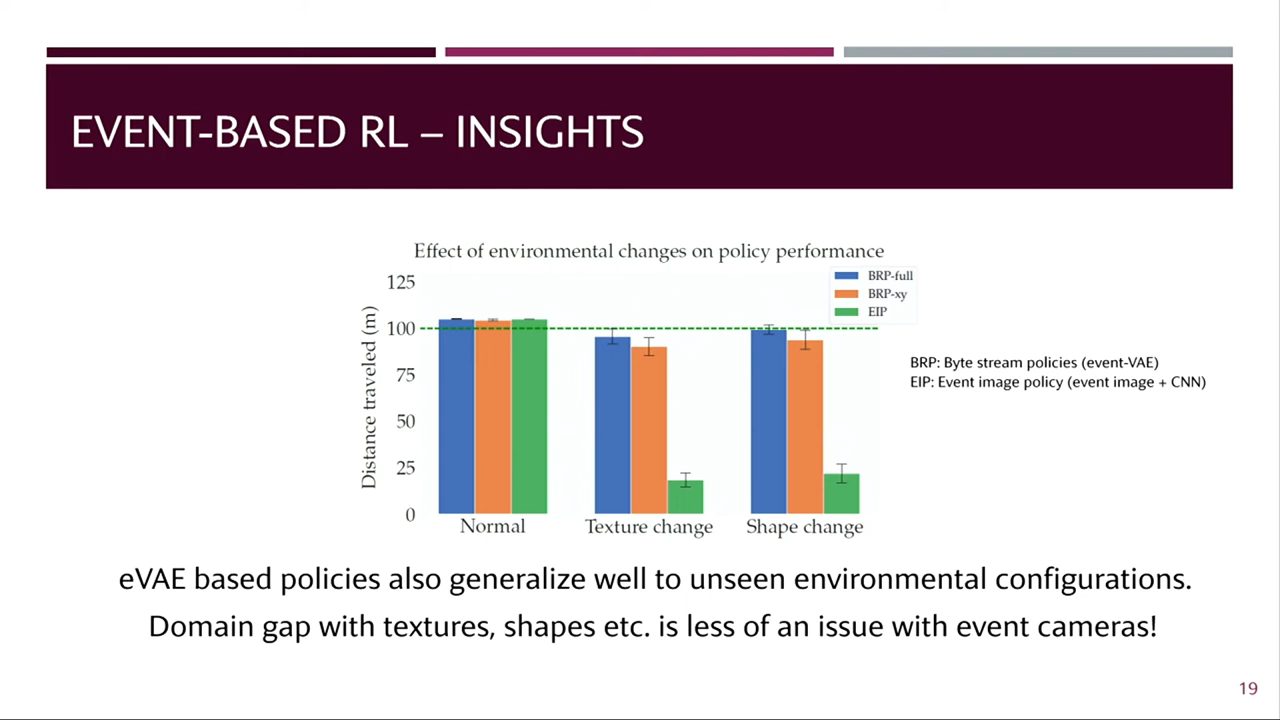 EVENT-BASED RL – INSIGHTS
Effect of environmental changes on policy performance
125
100
75
50
25
0
Distance traveled (m)
BRP-full
BRP-xy
EIP
Normal
Texture change
Shape change
BRP: Byte stream policies (event-VAE)
EIP: Event image policy (event image + CNN)
eVAE based policies also generalize well to unseen environmental configurations.
Domain gap with textures, shapes etc. is less of an issue with event cameras!
19